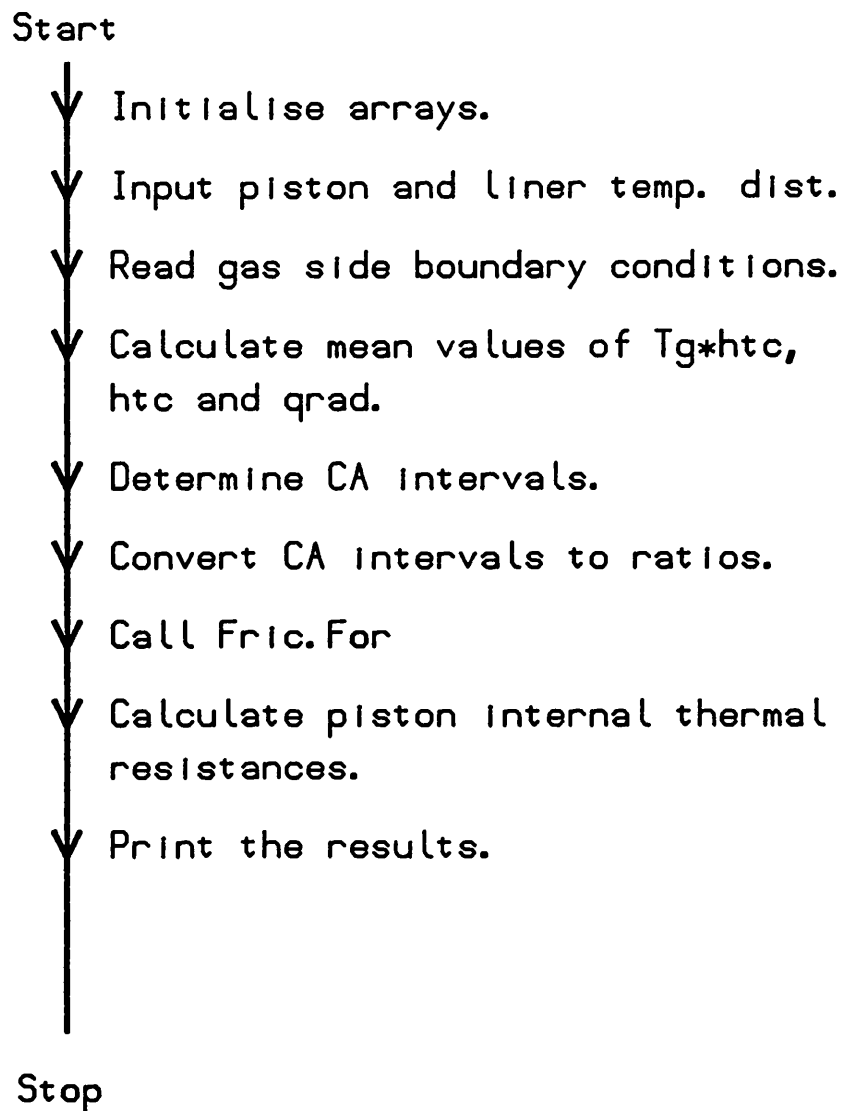 Start
Initialise arrays.
Input piston and liner temp. dist.
Read gas side boundary conditions.
Calculate mean values of Tg*htc,
htc and qrad.
Determine CA intervals.
Convert CA intervals to ratios.
Call Fric.For
Calculate piston internal thermal
resistances.
Print the results.
Stop